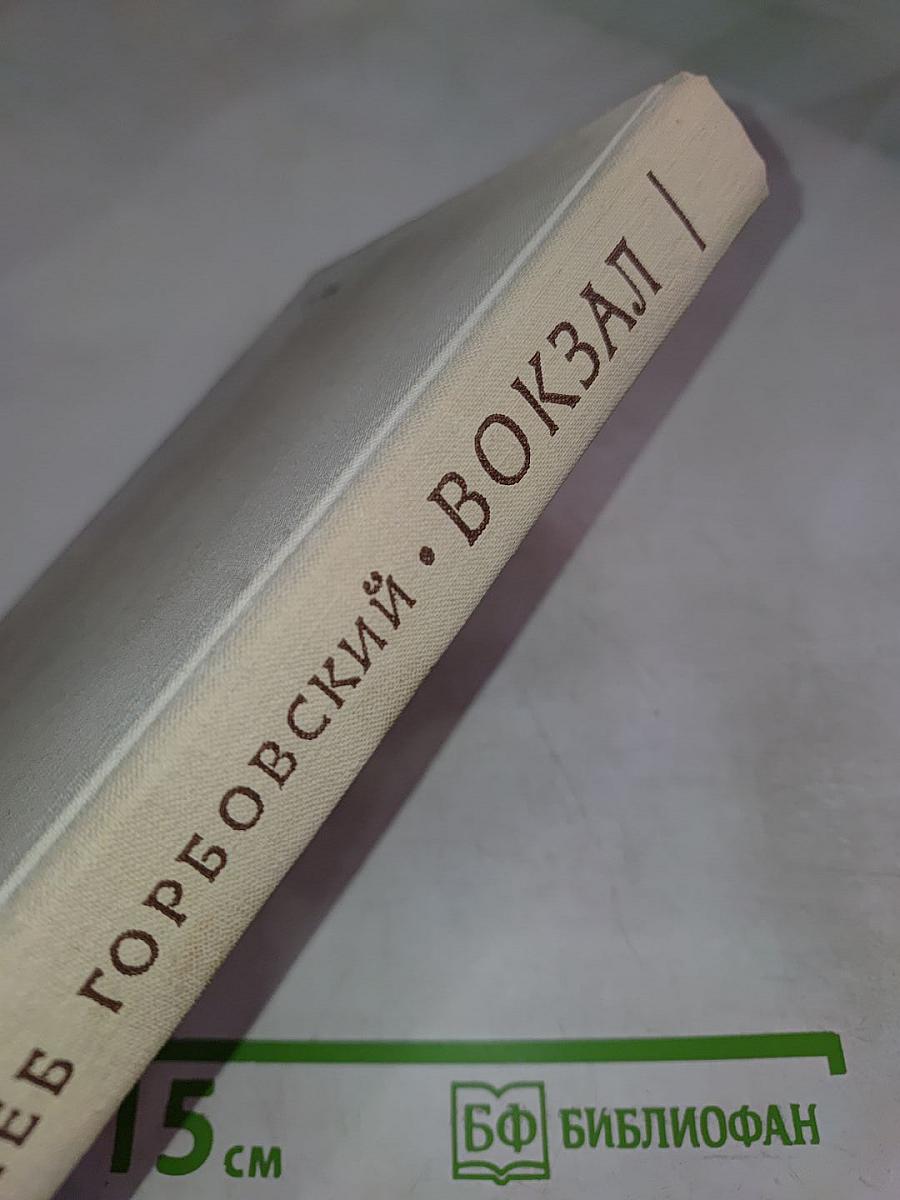 ЕБ ГОРБОВСКИЙ • ВОКЗАЛ
15 см
БФ БИБЛИОФАН